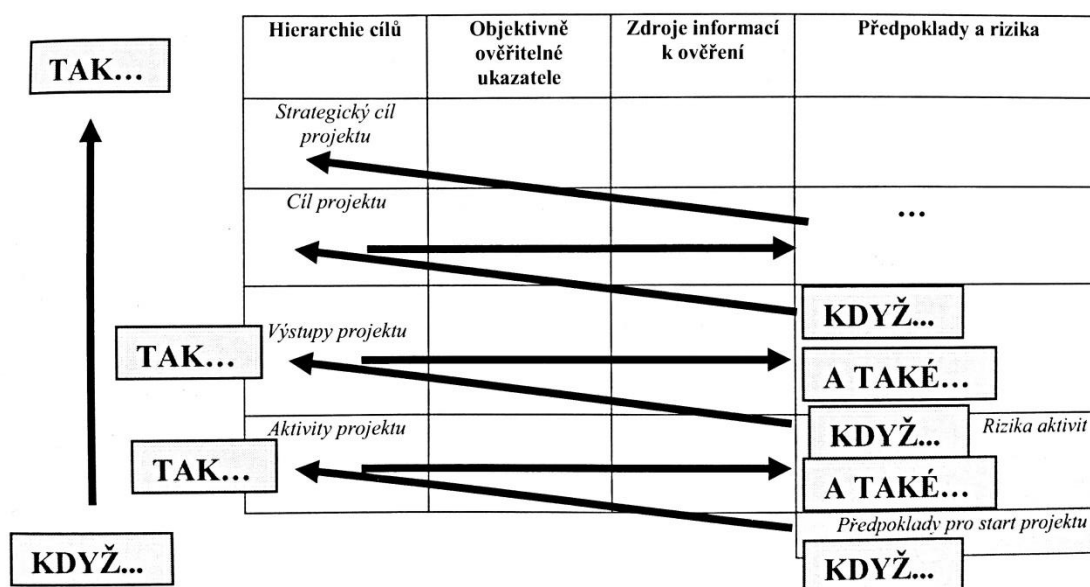 Hierarchie cílů
Objektivně
ověřitelné
ukazatele
Zdroje informací
k ověření
Předpoklady a rizika
TAK…
Strategický cíl
projektu
Cíl projektu
...
KDYŽ...
Výstupy projektu
TAK…
A TAKÉ…
Aktivity projektu
KDYŽ...
Rizika aktivit
TAK…
A TAKÉ…
Předpoklady pro start projektu
KDYŽ...
KDYŽ...